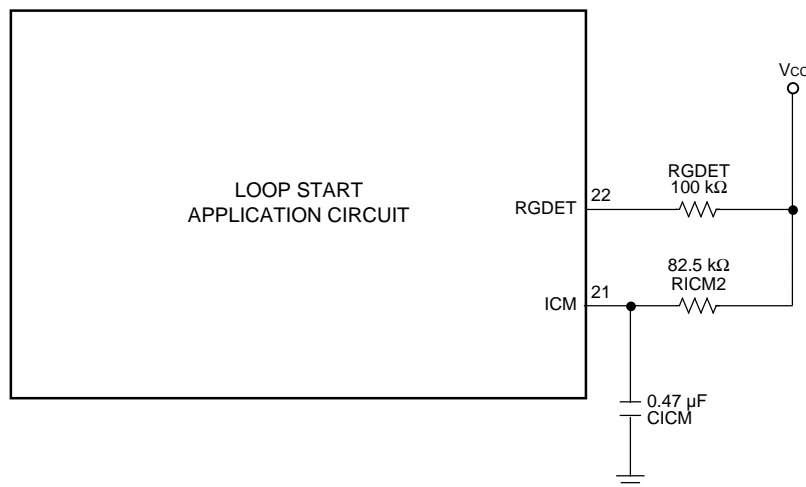 VCC
RGDET
100 kΩ
LOOP START
APPLICATION CIRCUIT
RGDET
22
82.5 kΩ
RICM2
ICM
21
0.47 µF
CICM